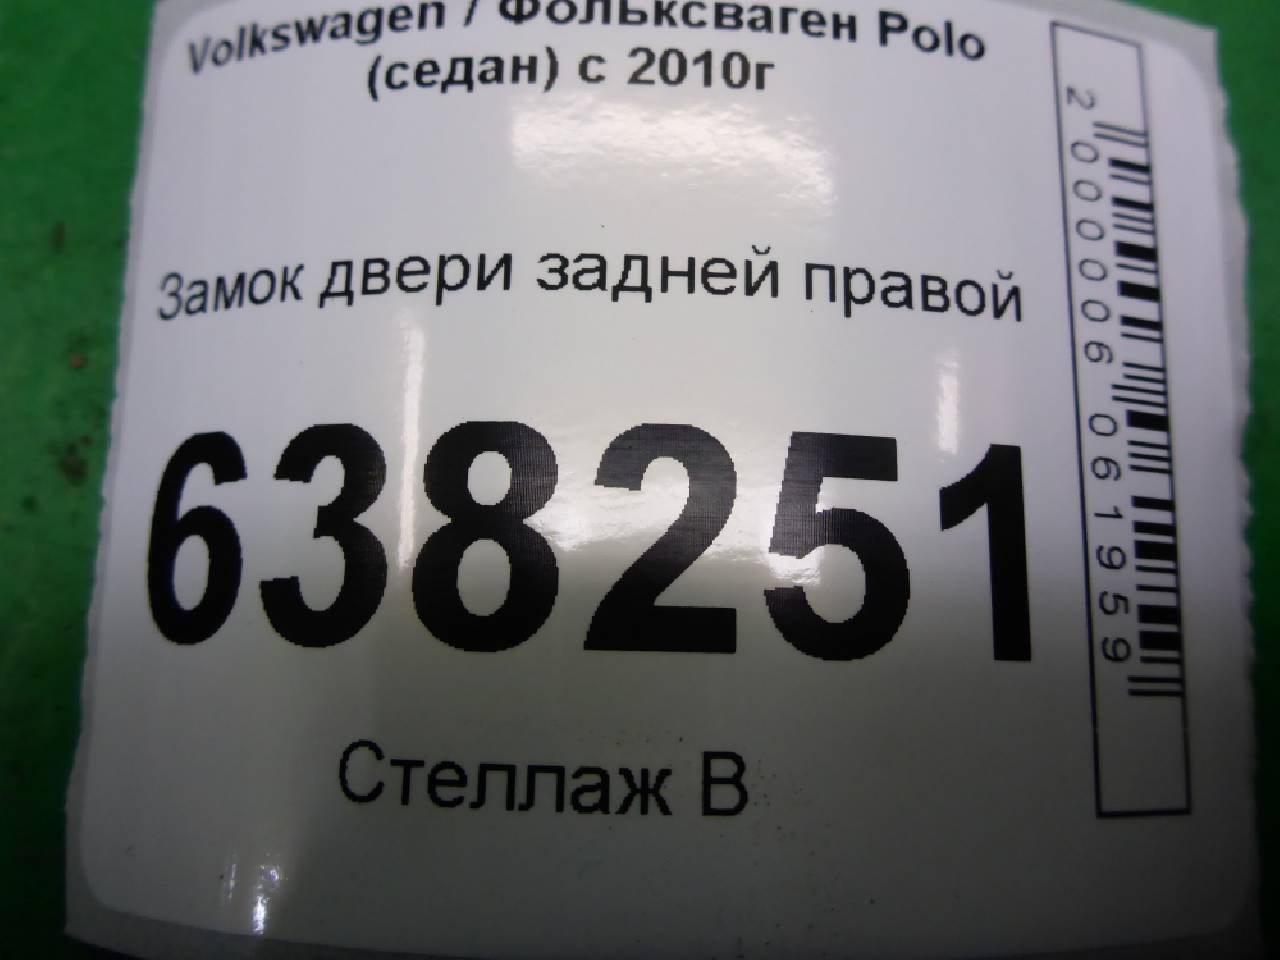 Volkswagen / Фольксваген Polo
(седан) с 2010г
Замок двери задней правой
638251
Стеллаж В
2000006061959